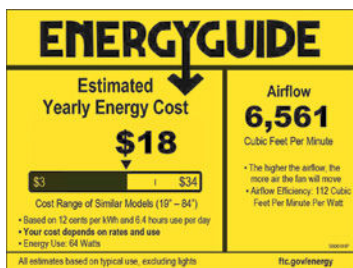 ENERGYGUIDE
Estimated
Yearly Energy Cost
$18
$3
$34
Cost Range of Similar Models (19" – 84")
• Based on 12 cents per kWh and 6.4 hours use per day
• Your cost depends on rates and use
• Energy Use: 64 Watts
All estimates based on typical use, excluding lights
Airflow
6,561
Cubic Feet Per Minute
• The higher the airflow, the
more air the fan will move
• Airflow Efficiency: 112 Cubic
Feet Per Minute Per Watt
ftc.gov/energy